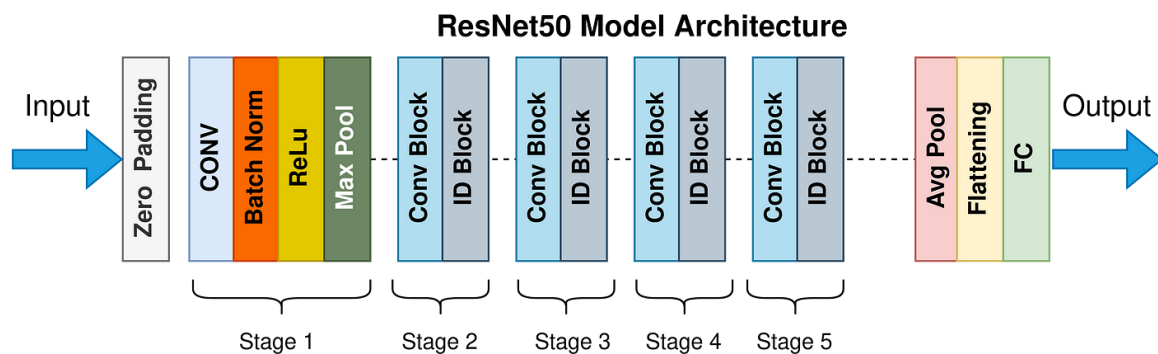 ResNet50 Model Architecture
Input
Zero Padding
CONV
Batch Norm
ReLu
Max Pool
Conv Block
ID Block
Conv Block
ID Block
Conv Block
ID Block
Conv Block
ID Block
Avg Pool
Flattening
FC
Output
Stage 1
Stage 2
Stage 3
Stage 4
Stage 5